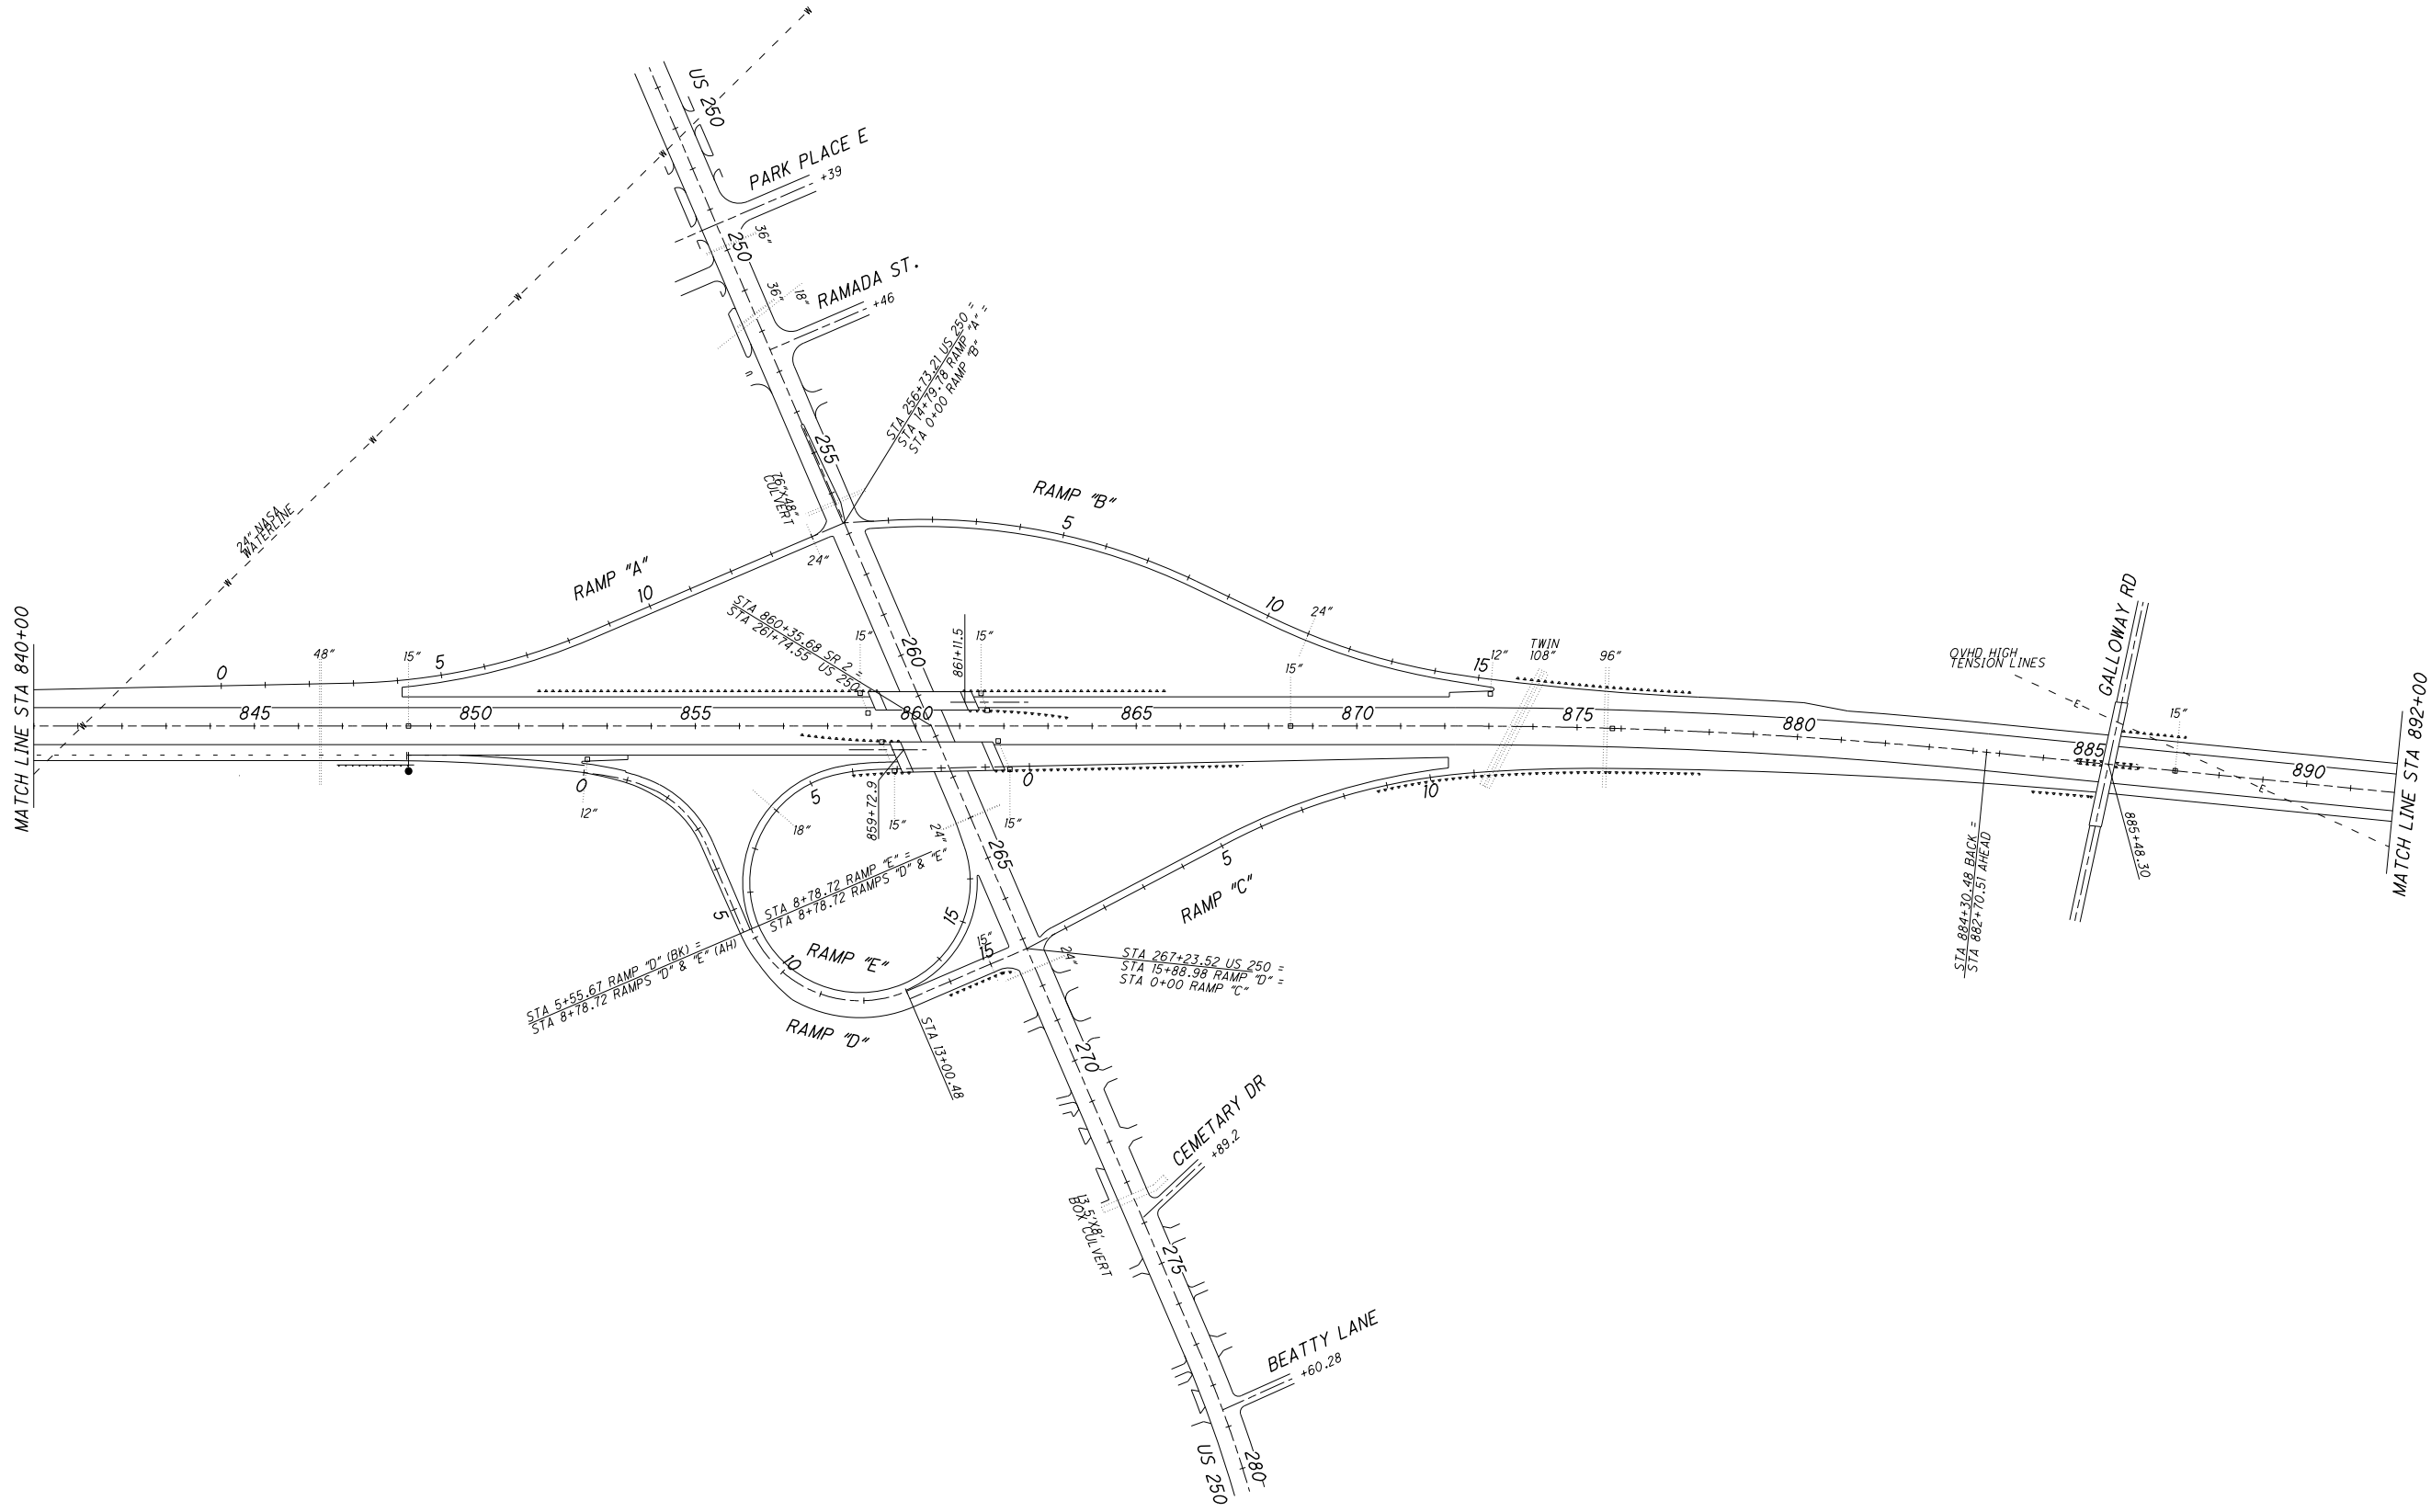 US 250
PARK PLACE E
+39
36"
250
36"
18"
RAMADA ST.
+46
STA 256+73.21 US 250 =
STA 14+79.78 RAMP "A" =
STA 0+00 RAMP "B"
255
76"X48"
CULVERT
24"
RAMP "B"
5
10
24"
15
12"
24" NASA
WATERLINE
RAMP "A"
10
5
0
48"
15"
STA 860+35.68 SR 2 =
STA 261+74.55 US 250
15"
260
861+11.5
15"
15"
TWIN
108"
96"
OVHD HIGH
TENSION LINES
GALLOWAY RD
15"
MATCH LINE STA 840+00
845
850
855
860
865
870
875
880
885
890
MATCH LINE STA 892+00
W
W
W
W
W
W
W
E
E
0
12"
5
18"
859+72.9
15"
24"
0
15"
265
10
5
RAMP "C"
885+48.30
STA 884+30.48 BACK =
STA 882+70.51 AHEAD
STA 8+78.72 RAMP "E" =
STA 8+78.72 RAMPS "D" & "E"
STA 5+55.67 RAMP "D" (BK) =
STA 8+78.72 RAMPS "D" & "E" (AH)
5
10
RAMP "E"
15
15"
15
24"
RAMP "D"
STA 13+00.48
STA 267+23.52 US 250 =
STA 15+88.98 RAMP "D" =
STA 0+00 RAMP "C"
270
CEMETARY DR
+89.2
13.5'X8'
BOX CULVERT
275
BEATTY LANE
+60.28
US 250
280